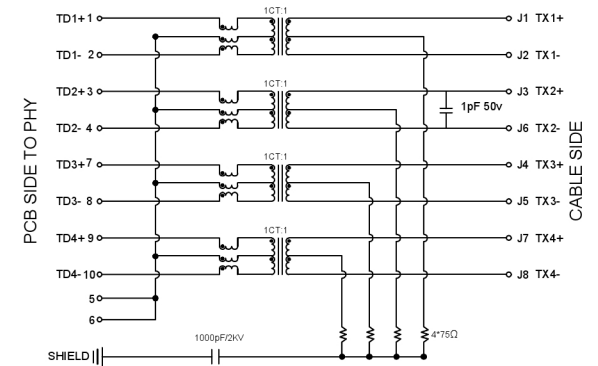 1CT:1
TD1+ 1 J1 TX1+
TD1- 2 J2 TX1-
1CT:1
TD2+ 3 J3 TX2+
1pF 50v
TD2- 4 J6 TX2-
1CT:1
TD3+ 7 J4 TX3+
TD3- 8 J5 TX3-
1CT:1
TD4+ 9 J7 TX4+
TD4- 10 J8 TX4-
5
6
PCB SIDE TO PHY
CABLE SIDE
1000pF/2KV
4*75Ω
SHIELD